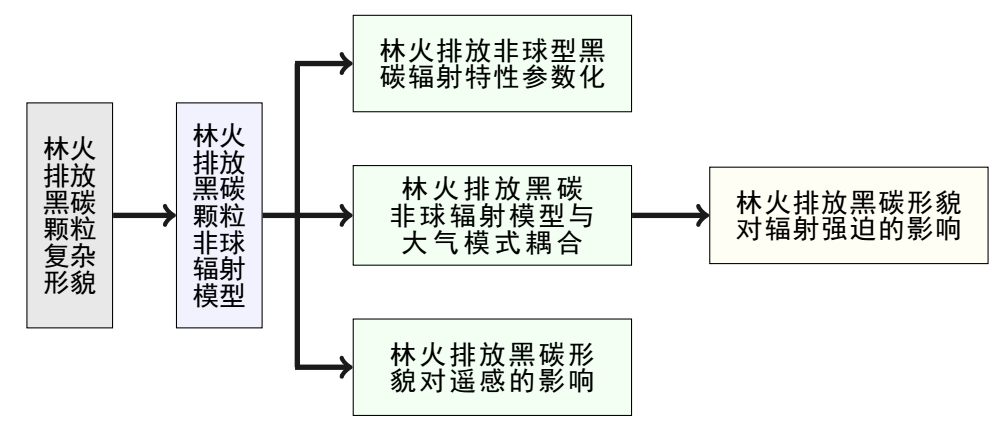 林火
排放
黑碳
颗粒
复杂
形貌
林火
排放
黑碳
颗粒
非球
辐射
模型
林火排放非球型黑
碳辐射特性参数化
林火排放黑碳
非球辐射模型与
大气模式耦合
林火排放黑碳形
貌对遥感的影响
林火排放黑碳形貌
对辐射强迫的影响